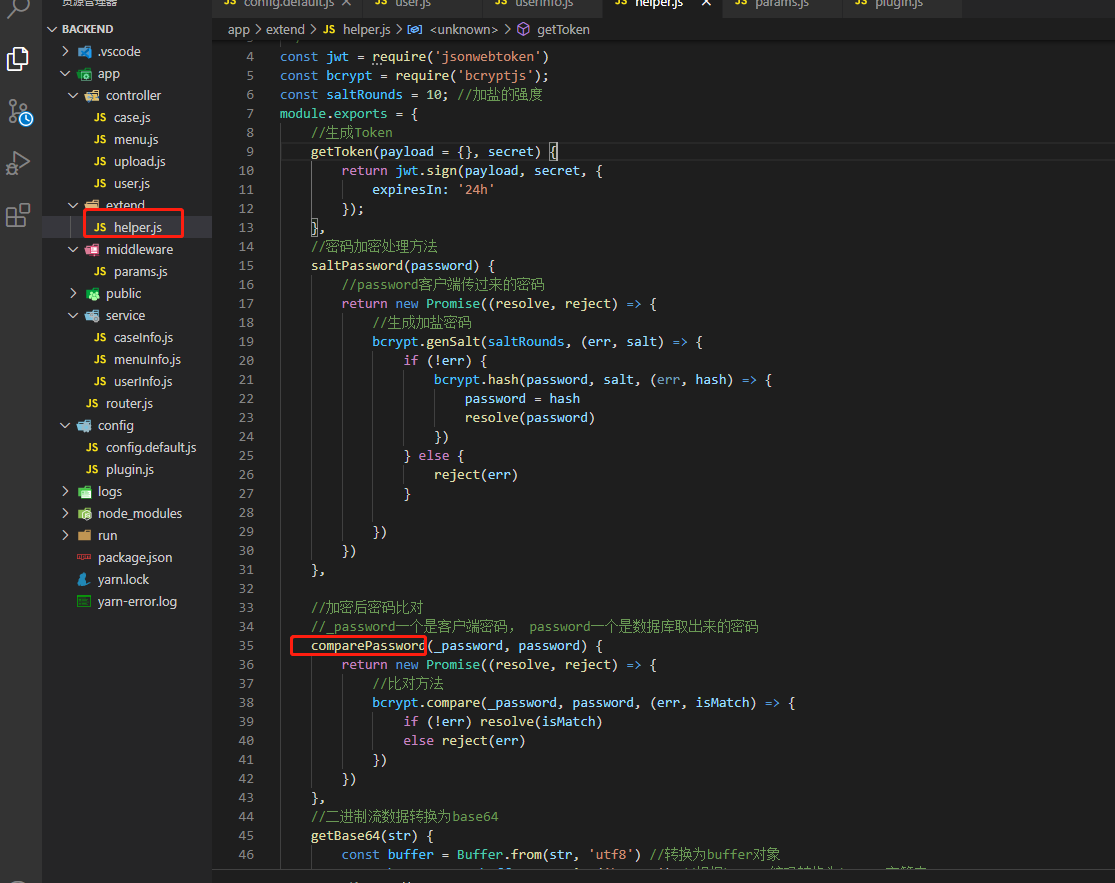 资源管理器
BACKEND
.vscode
app
controller
case.js
menu.js
upload.js
user.js
extend
helper.js
middleware
params.js
public
service
caseInfo.js
menuInfo.js
userInfo.js
router.js
config
config.default.js
plugin.js
logs
node_modules
run
package.json
yarn.lock
yarn-error.log
JS config.default.js × JS user.js JS userInfo.js JS helper.js × JS params.js JS plugin.js
app > extend > JS helper.js > <unknown> > getToken
4 const jwt = require('jsonwebtoken')
5 const bcrypt = require('bcryptjs');
6 const saltRounds = 10; //加盐的强度
7 module.exports = {
8 //生成Token
9 getToken(payload = {}, secret) {
10 return jwt.sign(payload, secret, {
11 expiresIn: '24h'
12 });
13 },
14 //密码加密处理方法
15 saltPassword(password) {
16 //password客户端传过来的密码
17 return new Promise((resolve, reject) => {
18 //生成加盐密码
19 bcrypt.genSalt(saltRounds, (err, salt) => {
20 if (!err) {
21 bcrypt.hash(password, salt, (err, hash) => {
22 password = hash
23 resolve(password)
24 })
25 } else {
26 reject(err)
27 }
28
29 })
30 })
31 },
32
33 //加密后密码比对
34 //_password一个是客户端密码， password一个是数据库取出来的密码
35 comparePassword(_password, password) {
36 return new Promise((resolve, reject) => {
37 //比对方法
38 bcrypt.compare(_password, password, (err, isMatch) => {
39 if (!err) resolve(isMatch)
40 else reject(err)
41 })
42 })
43 },
44 //二进制流数据转换为base64
45 getBase64(str) {
46 const buffer = Buffer.from(str, 'utf8') //转换为buffer对象